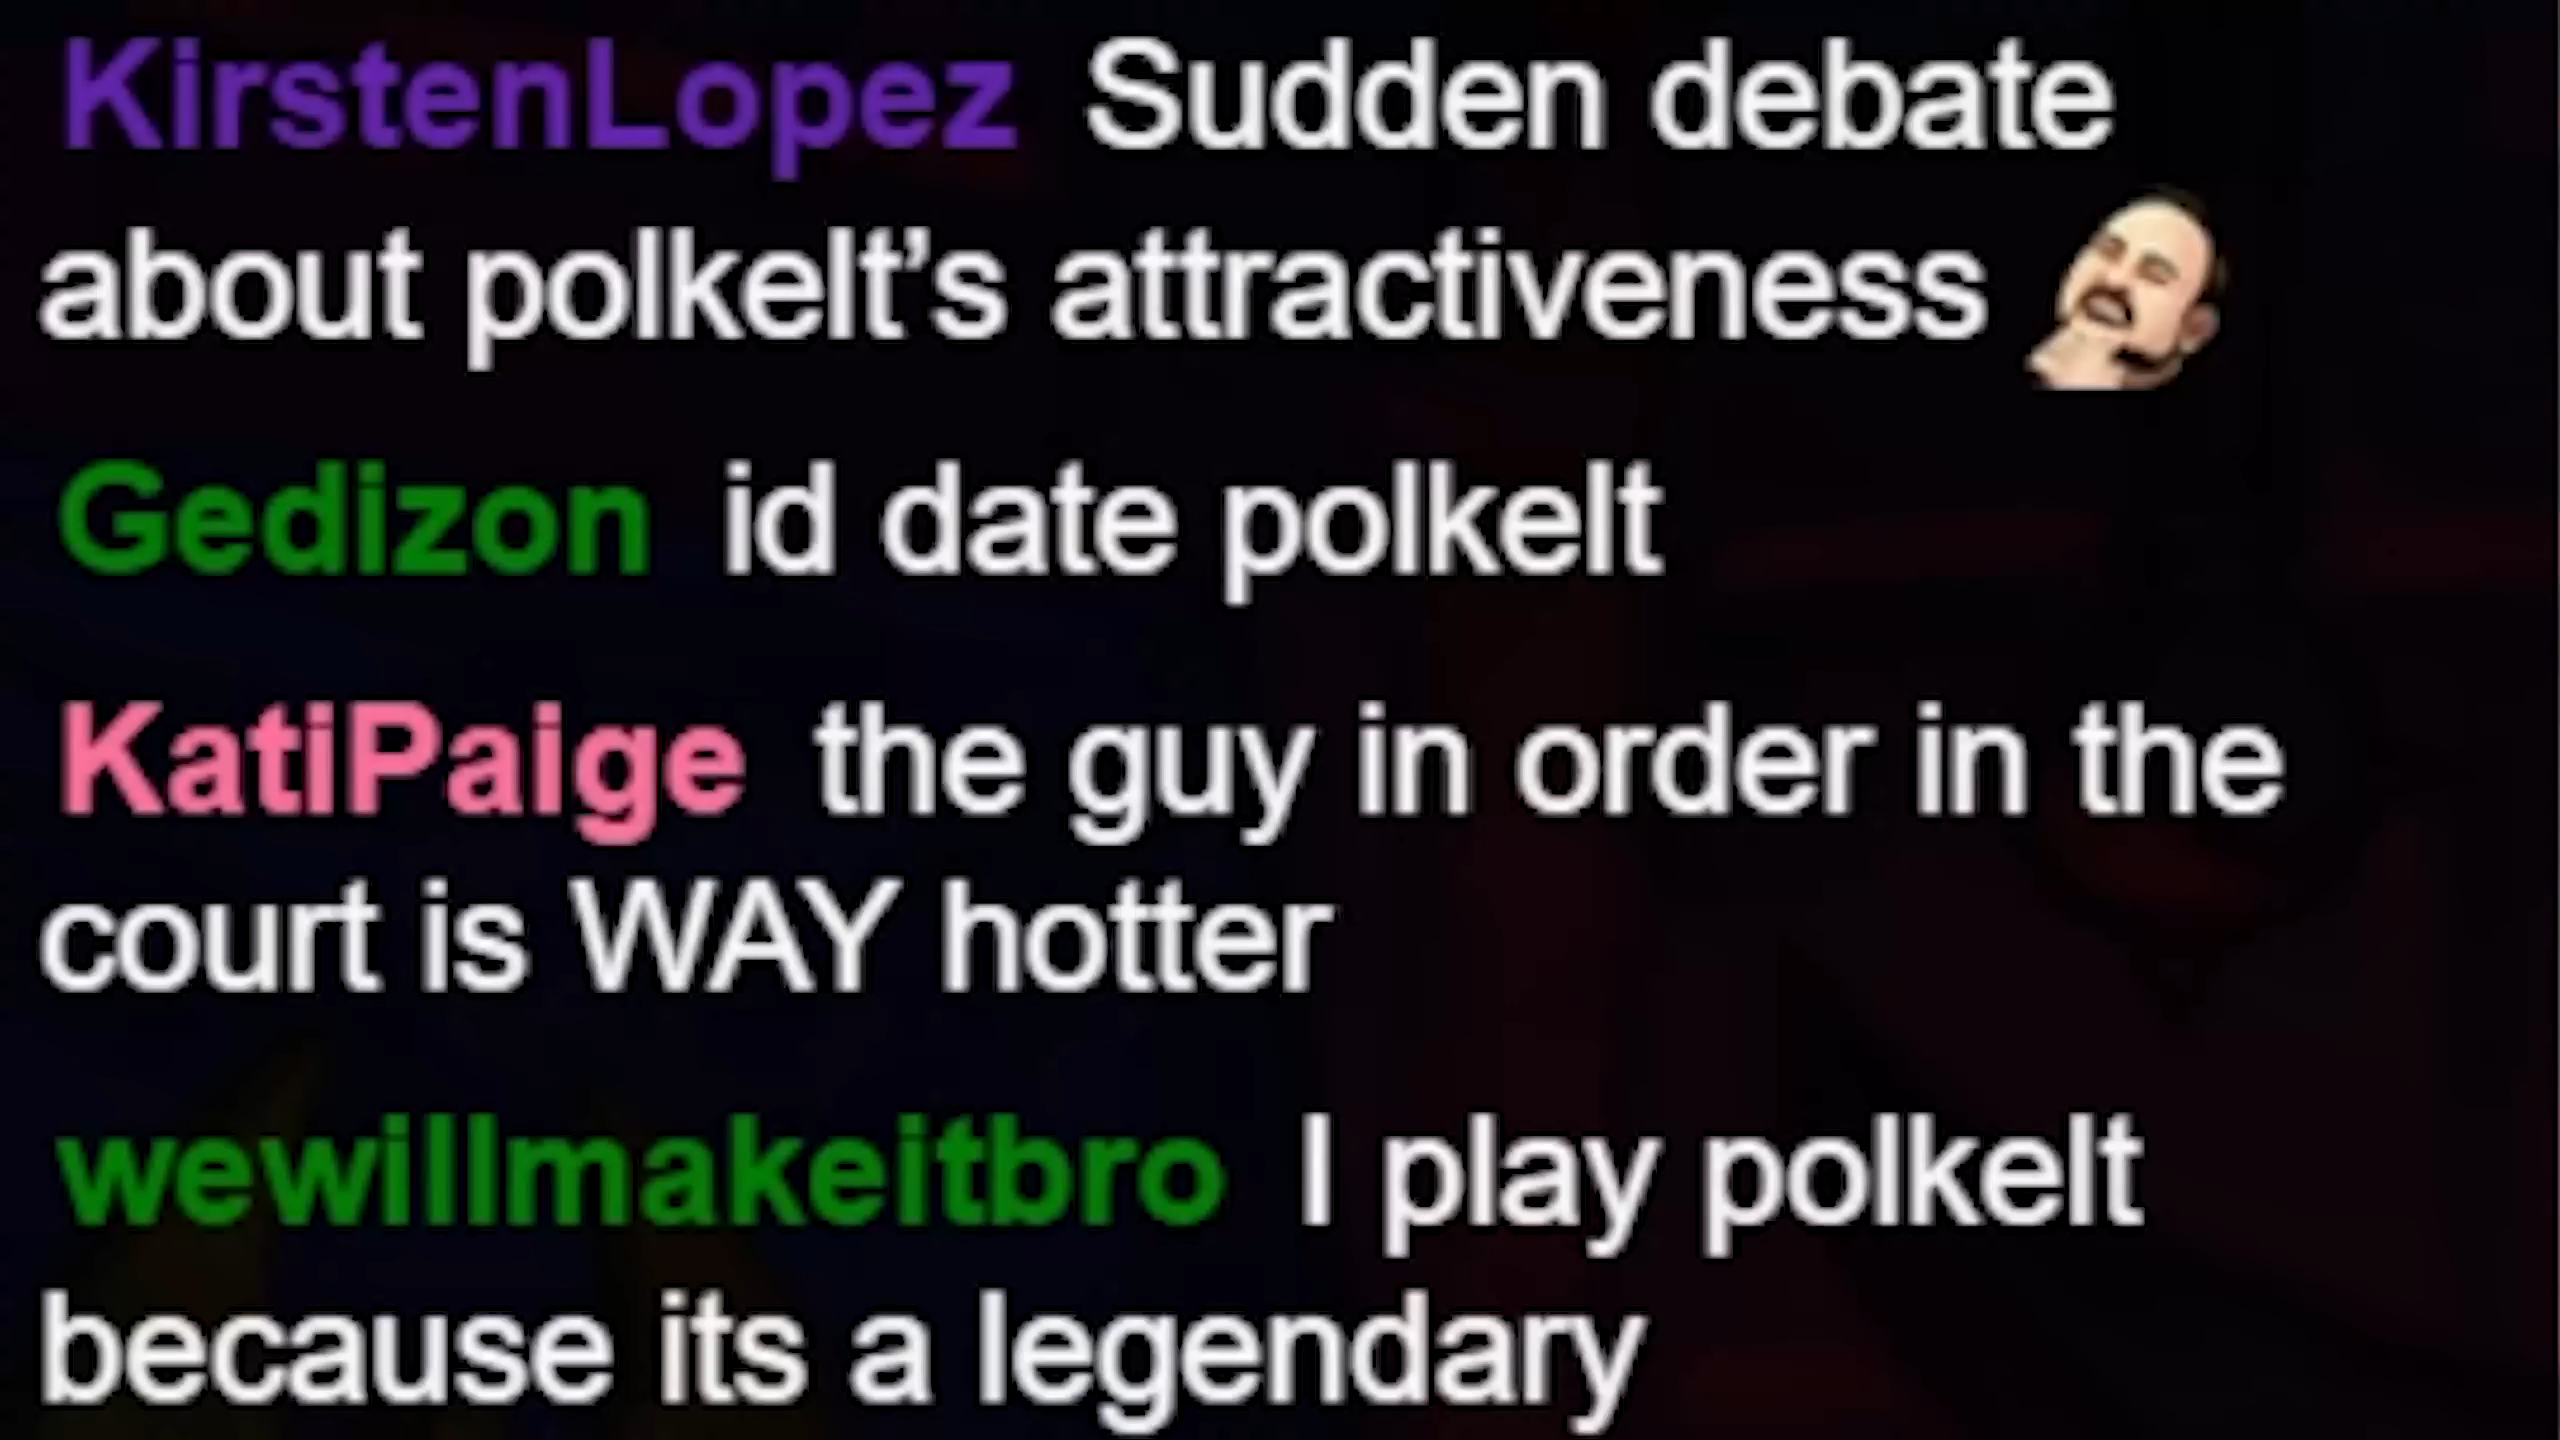 KirstenLopez Sudden debate
about polkelt’s attractiveness
Gedizon id date polkelt
KatiPaige the guy in order in the
court is WAY hotter
wewillmakeitbro I play polkelt
because its a legendary